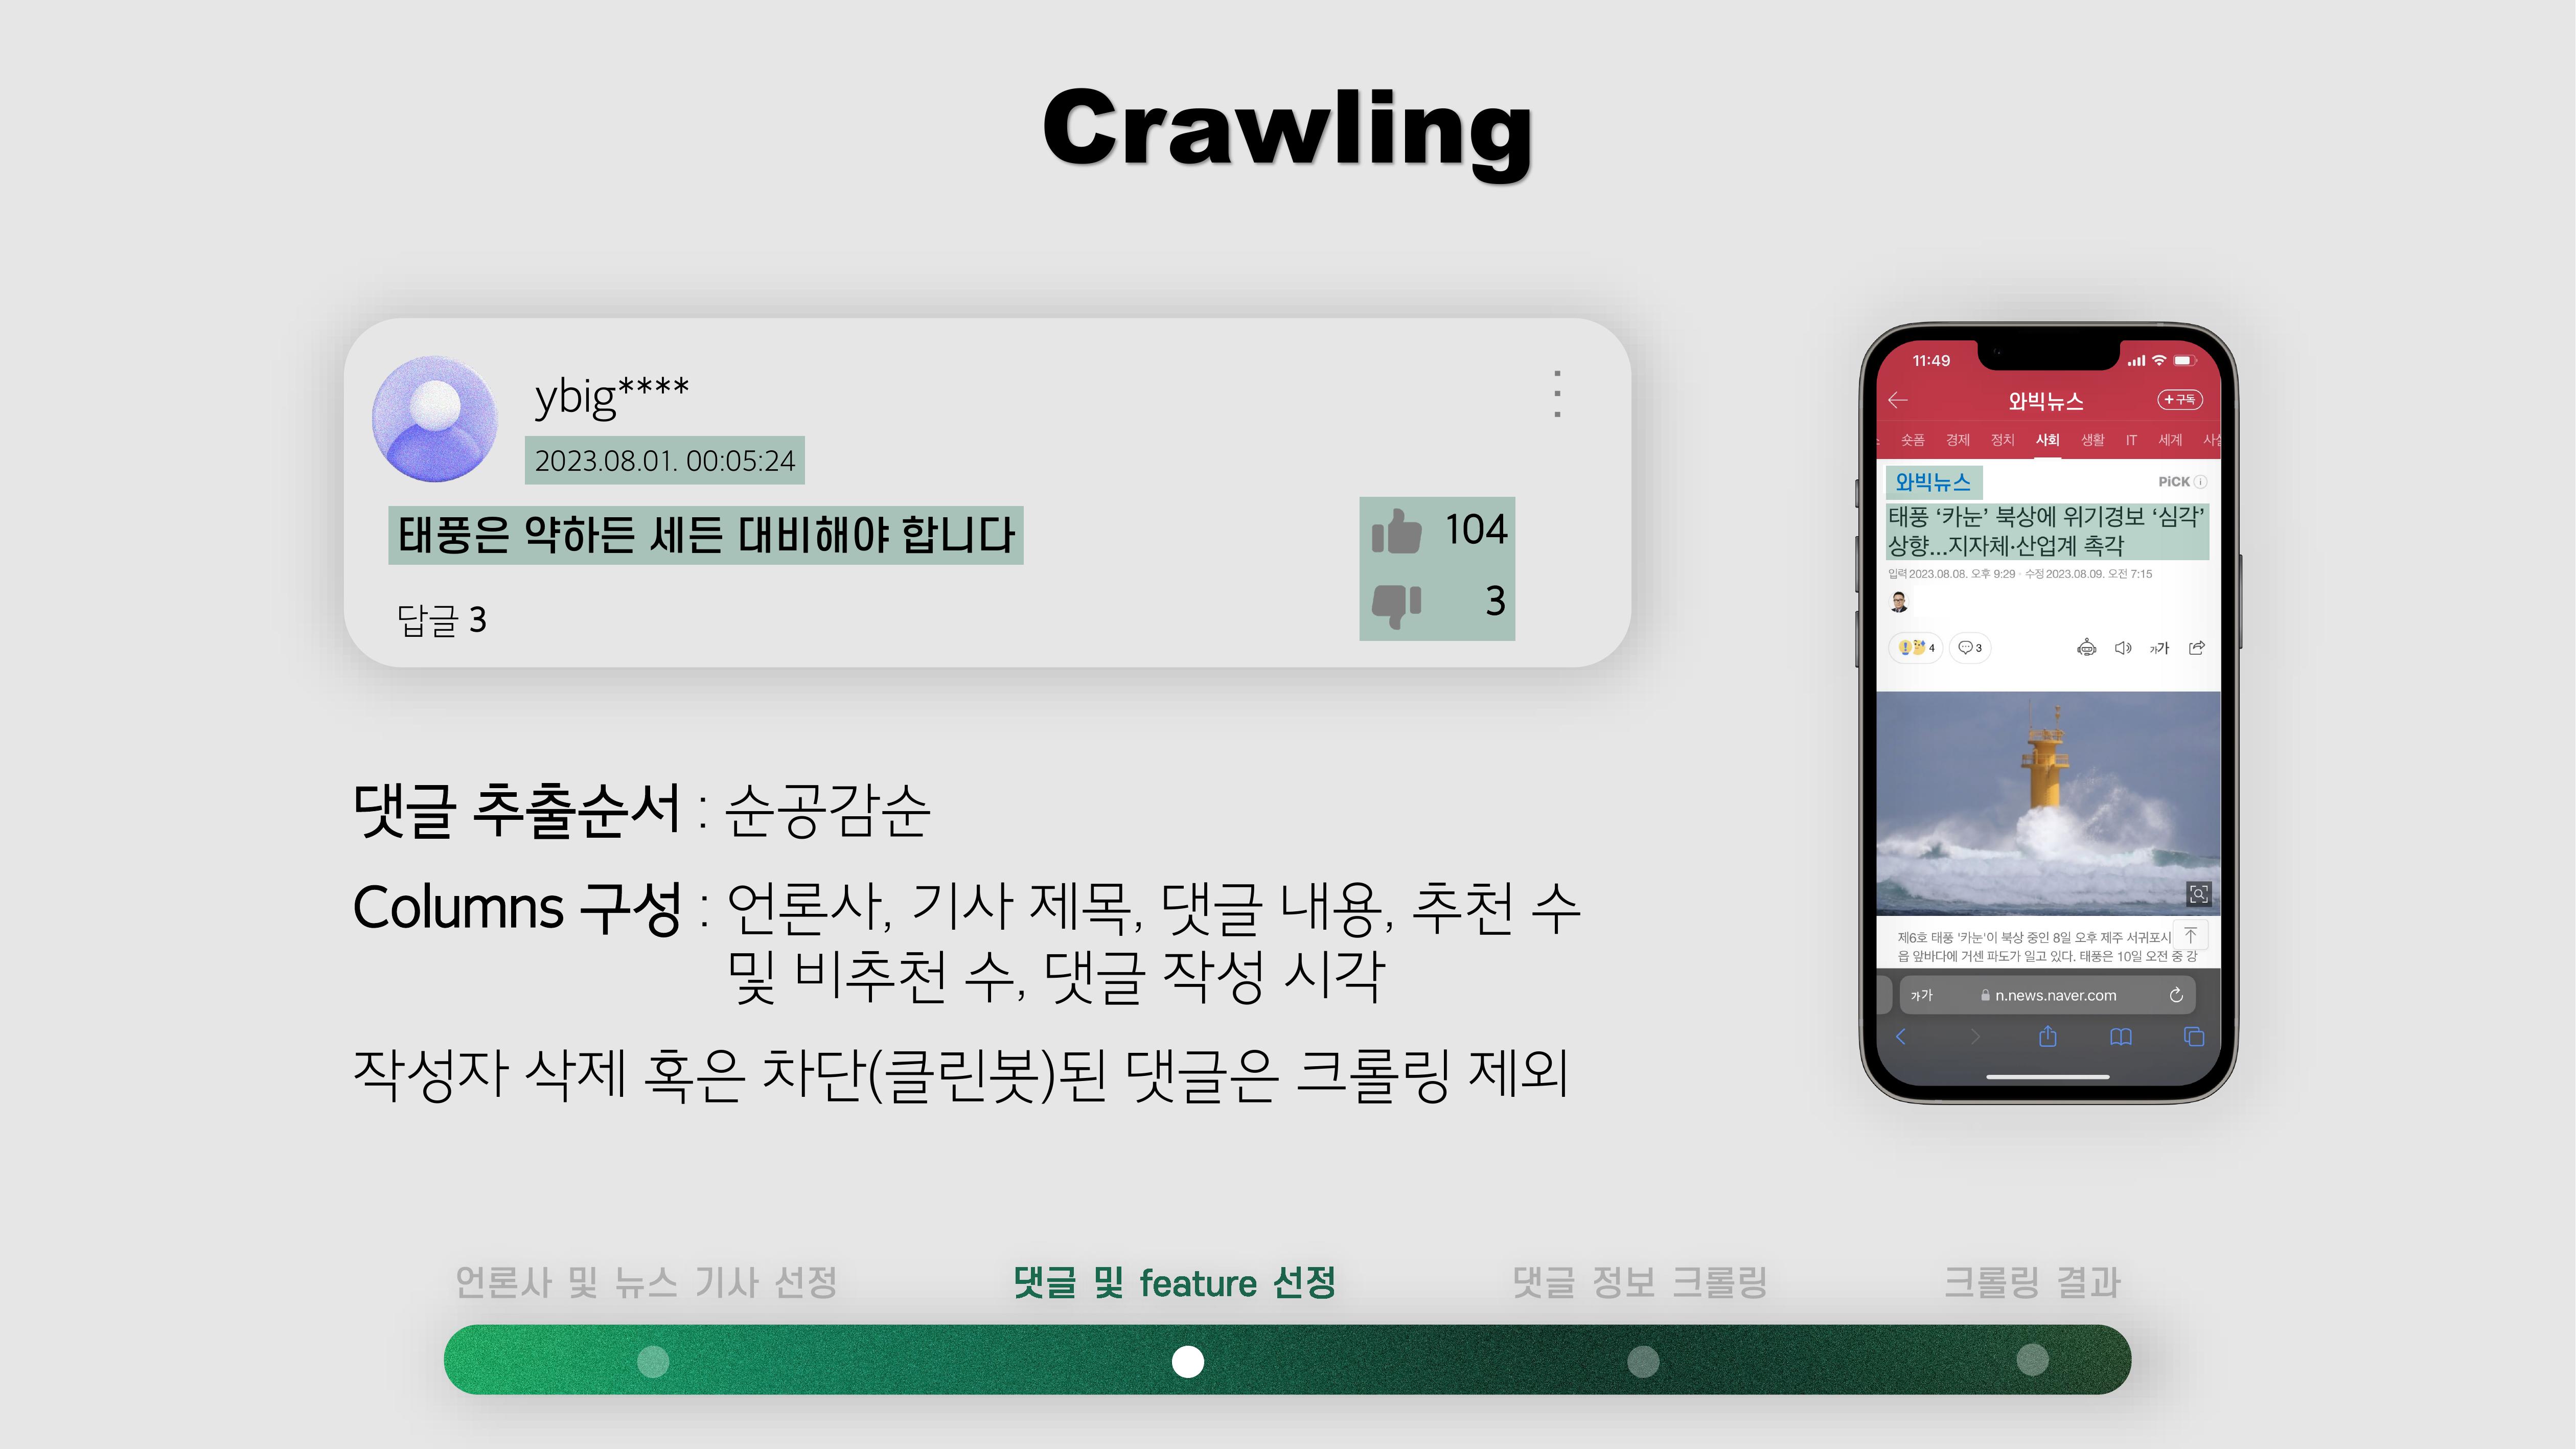 Crawling
ybig****
2023.08.01. 00:05:24
태풍은 약하든 세든 대비해야 합니다
104
3
답글 3
댓글 추출순서 : 순공감순
Columns 구성 : 언론사, 기사 제목, 댓글 내용, 추천 수
및 비추천 수, 댓글 작성 시각
작성자 삭제 혹은 차단(클린봇)된 댓글은 크롤링 제외
11:49
와빅뉴스
+구독
숏폼 경제 정치 사회 생활 IT 세계
와빅뉴스
PiCK
태풍 ‘카눈’ 북상에 위기경보 ‘심각’
상향...지자체·산업계 촉각
입력 2023.08.08. 오후 9:29 · 수정 2023.08.09. 오전 7:15
4
3
가가
제6호 태풍 '카눈'이 북상 중인 8일 오후 제주 서귀포시
읍 앞바다에 거센 파도가 일고 있다. 태풍은 10일 오전 중 강
가가
n.news.naver.com
언론사 및 뉴스 기사 선정
댓글 및 feature 선정
댓글 정보 크롤링
크롤링 결과